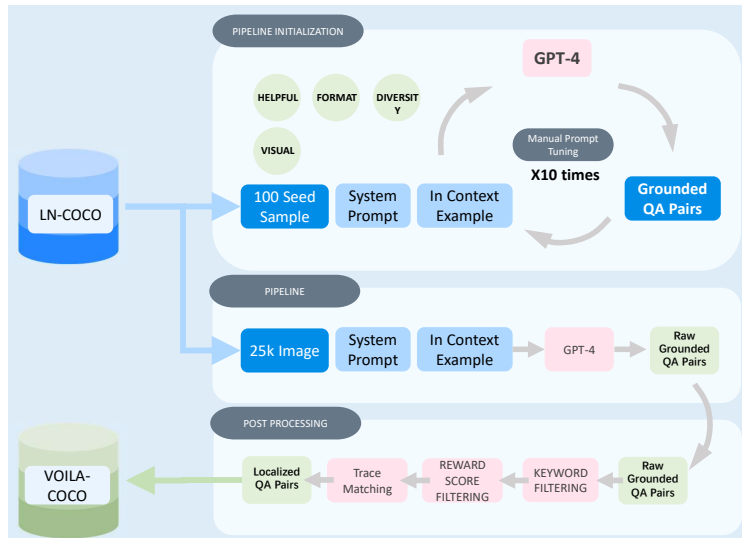 PIPELINE INITIALIZATION
GPT-4
HELPFUL
FORMAT
DIVERSIT
Y
VISUAL
Manual Prompt
Tuning
X10 times
LN-COCO
100 Seed
Sample
System
Prompt
In Context
Example
Grounded
QA Pairs
PIPELINE
25k Image
System
Prompt
In Context
Example
GPT-4
Raw
Grounded
QA Pairs
POST PROCESSING
VOILA-
COCO
Localized
QA Pairs
Trace
Matching
REWARD
SCORE
FILTERING
KEYWORD
FILTERING
Raw
Grounded
QA Pairs